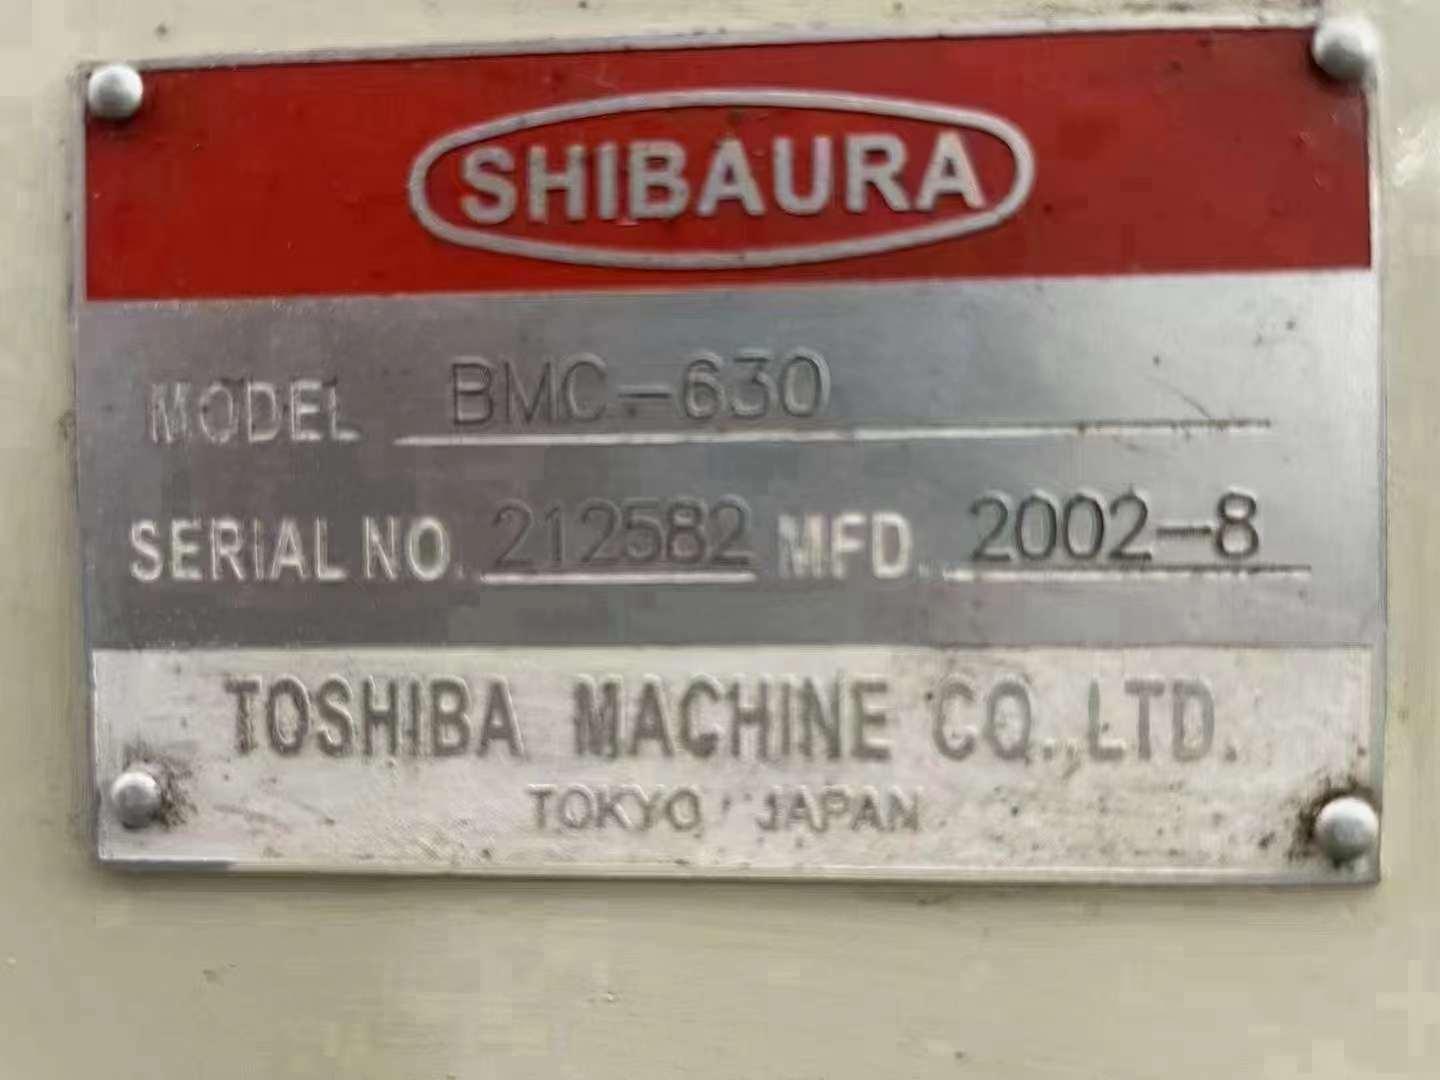 SHIBAURA
MODEL BMC-630
SERIAL NO. 212582 MFD. 2002-8
TOSHIBA MACHINE CO., LTD.
TOKYO JAPAN